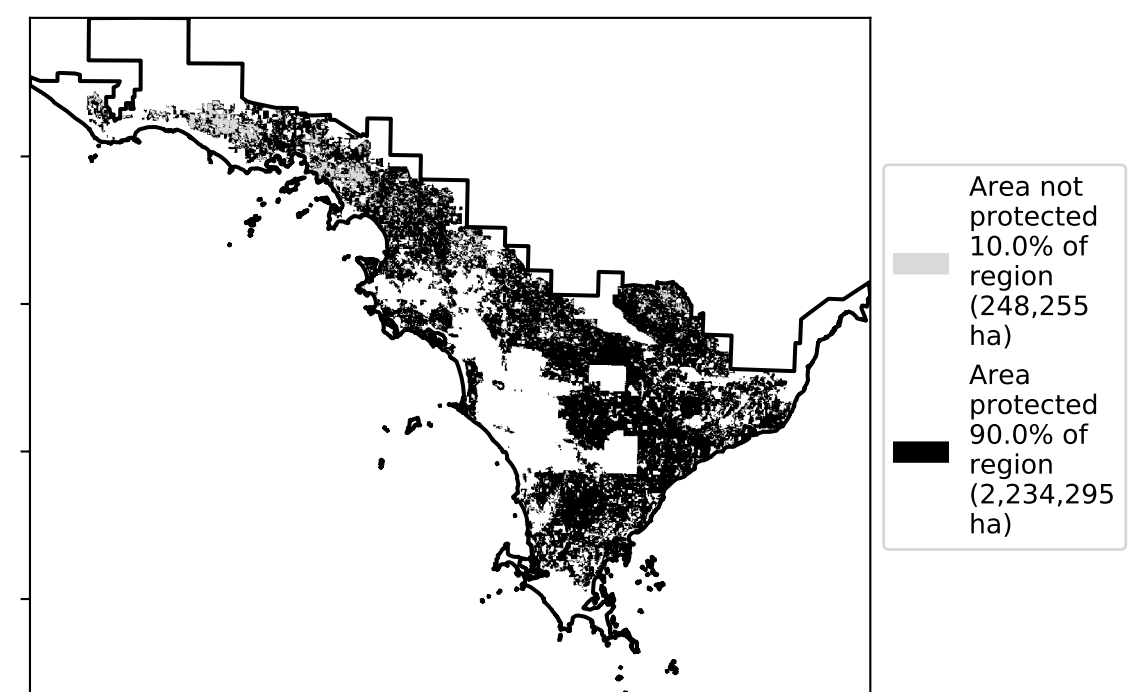 Area not
protected
10.0% of
region
(248,255
ha)
Area
protected
90.0% of
region
(2,234,295
ha)